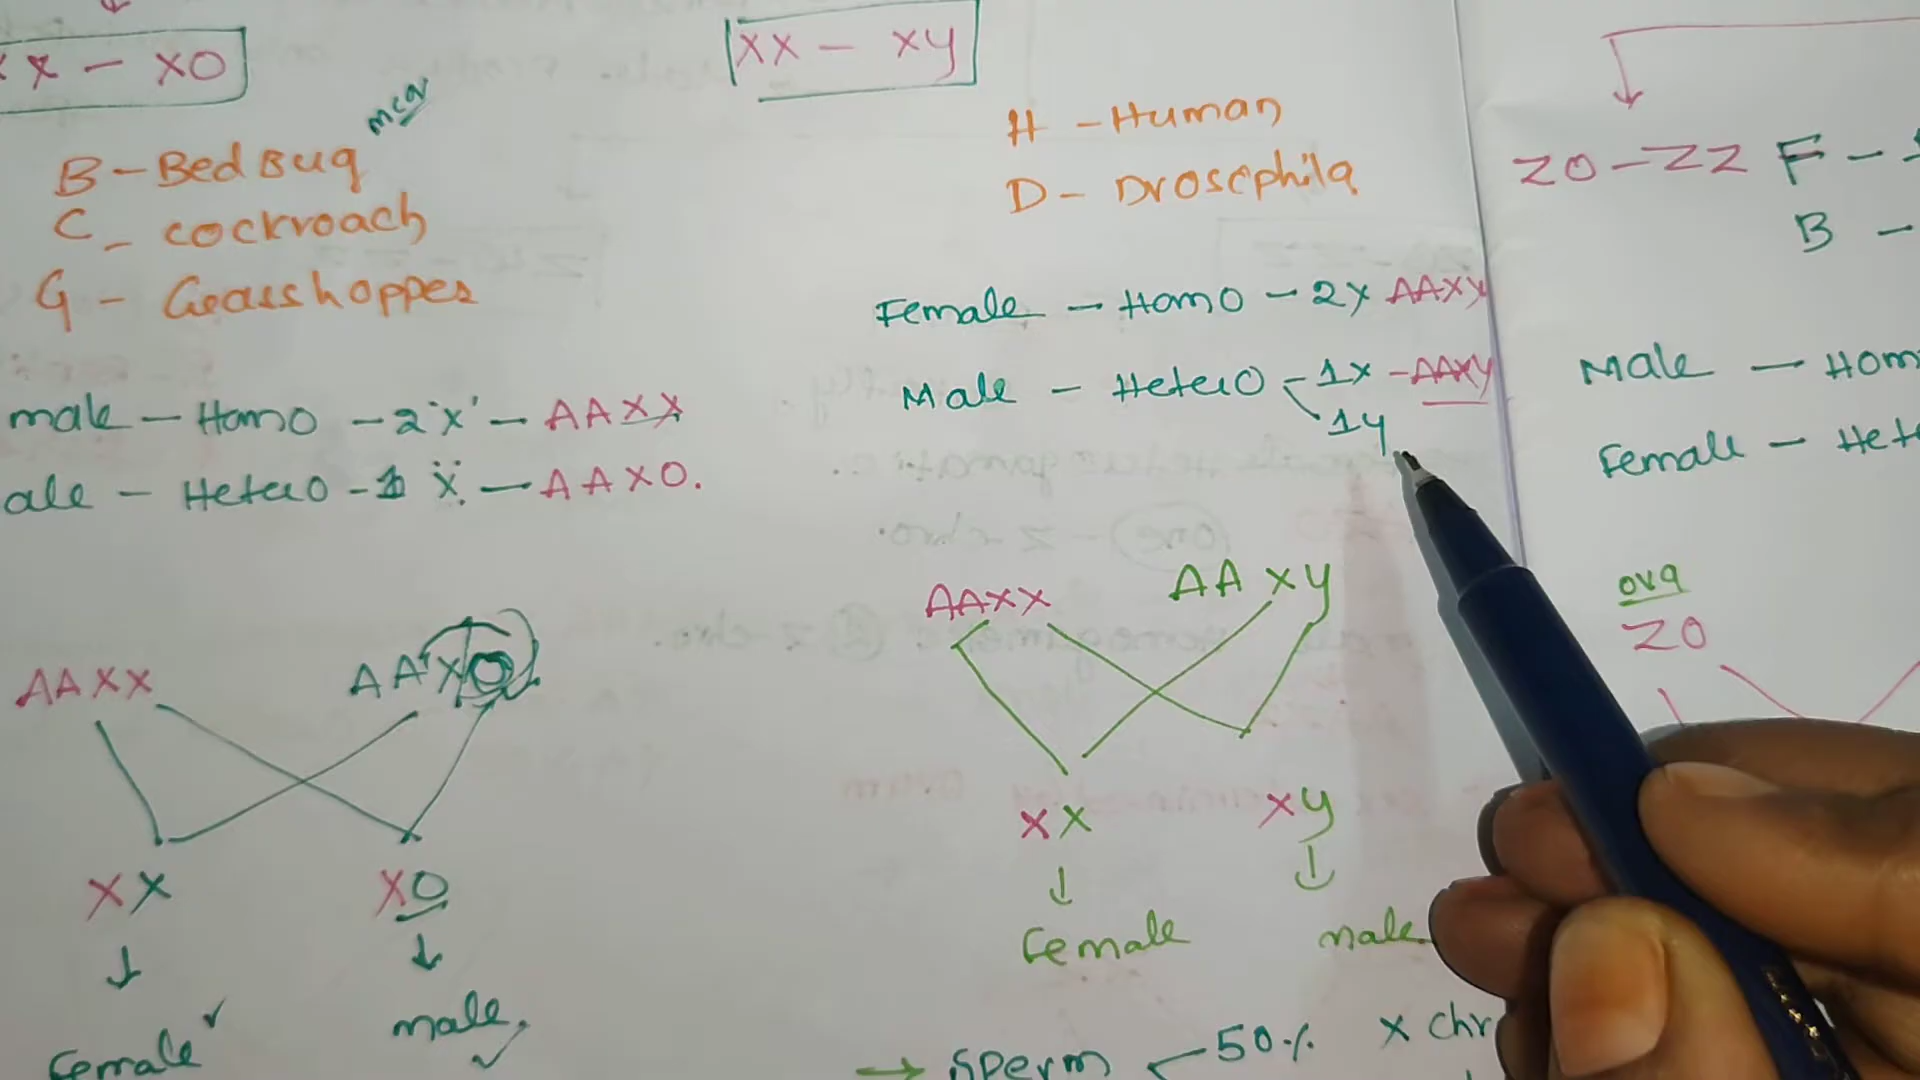 XX - XO
mcq
B - Bed Bug
C - cockroach
G - Grasshopper
male - Homo - 2 'X' - AAXX
ale - Hetero - 1 X - AAXO.
AAXX AAXO
XX XO
Female male
XX - XY
H - Human
D - Drosophila
Female - Homo - 2X AAXX
Male - Hetero - 1X - AAXY
1Y
AAXX AAXY
XX XY
Female male
Sperm 50% X chr
ZO - ZZ F -
B -
Male - Hom
Female - Hete
ova
ZO